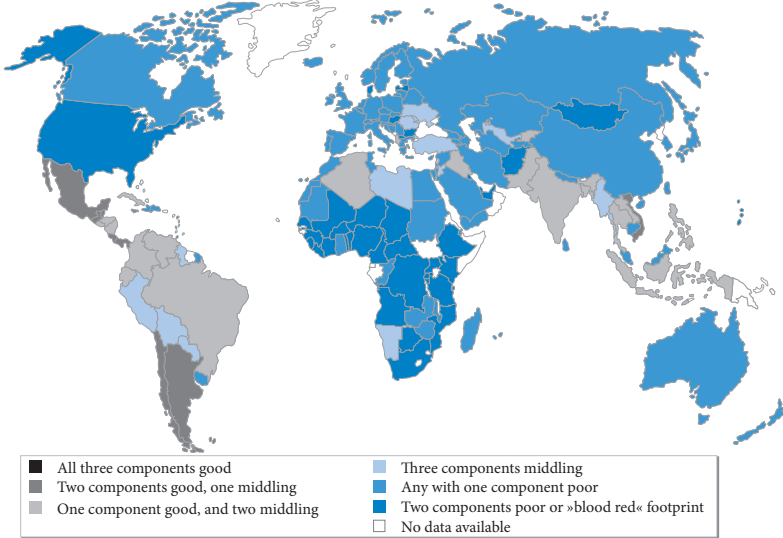 All three components good
Two components good, one middling
One component good, and two middling
Three components middling
Any with one component poor
Two components poor or »blood red« footprint
No data available